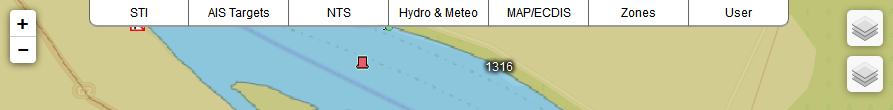 STI AIS Targets NTS Hydro & Meteo MAP/ECDIS Zones User
+
−
1316